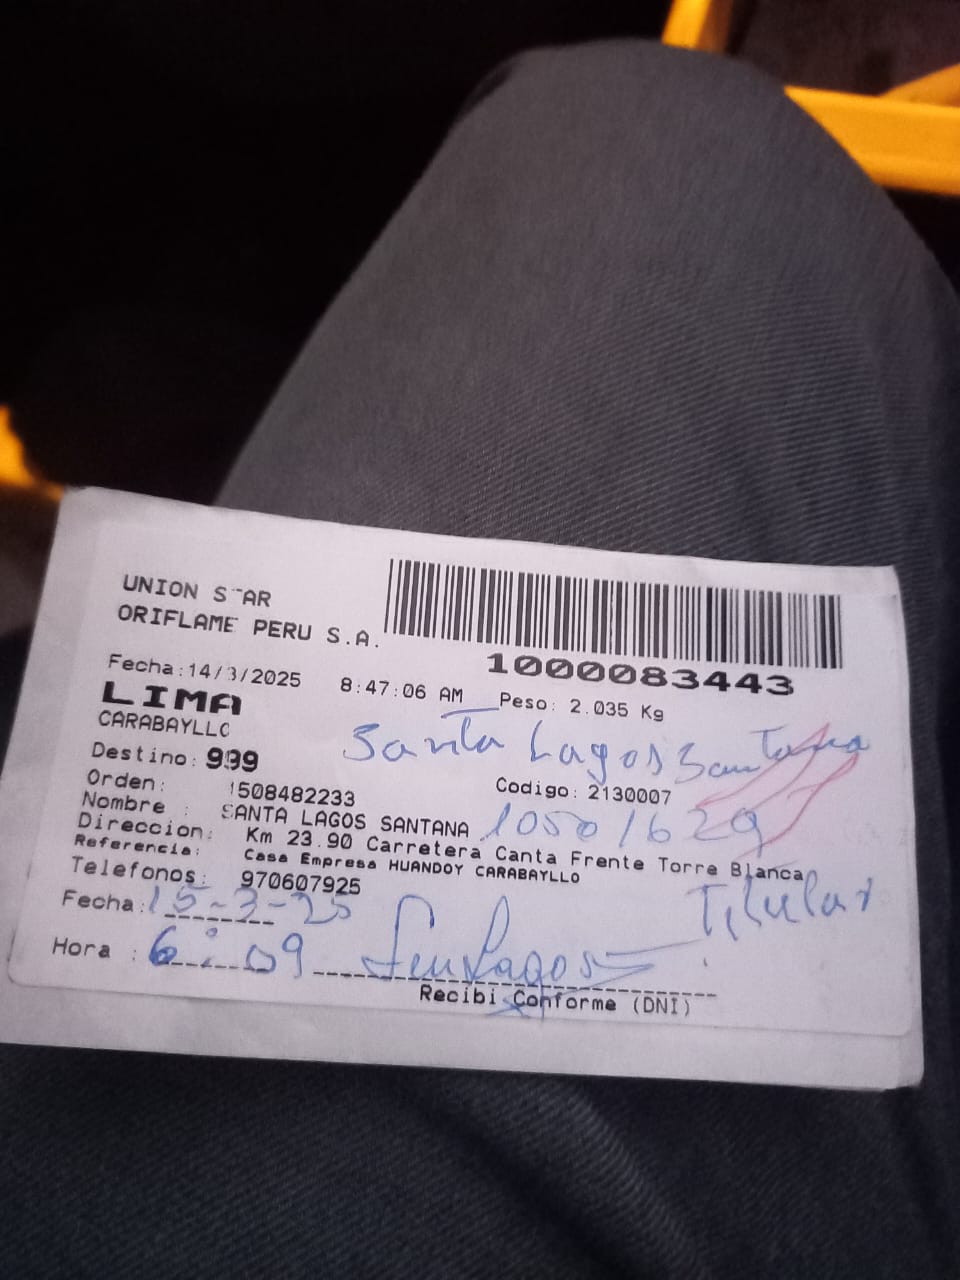 UNION STAR
ORIFLAME PERU S.A.
1000083443
Fecha:14/3/2025 8:47:06 AM Peso: 2.035 Kg
LIMA
CARABAYLLO
Santa Lagos Santana
Destino: 999
Orden: 1508482233 Codigo: 2130007
Nombre : SANTA LAGOS SANTANA
Direccion: Km 23.90 Carretera Canta Frente Torre Blanca
Referencia: Casa Empresa HUANDOY CARABAYLLO
Telefonos: 970607925
Titular
Fecha: 15-3-25
Hora : 6:09
Recibi Conforme (DNI)